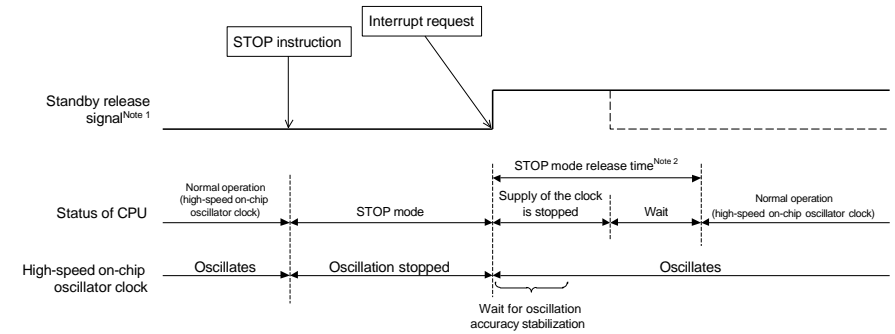 Interrupt request
STOP instruction
Standby release
signalNote 1
STOP mode release timeNote 2
Status of CPU
Normal operation
(high-speed on-chip
oscillator clock)
STOP mode
Supply of the clock
is stopped
Wait
Normal operation
(high-speed on-chip oscillator clock)
High-speed on-chip
oscillator clock
Oscillates
Oscillation stopped
Oscillates
Wait for oscillation
accuracy stabilization